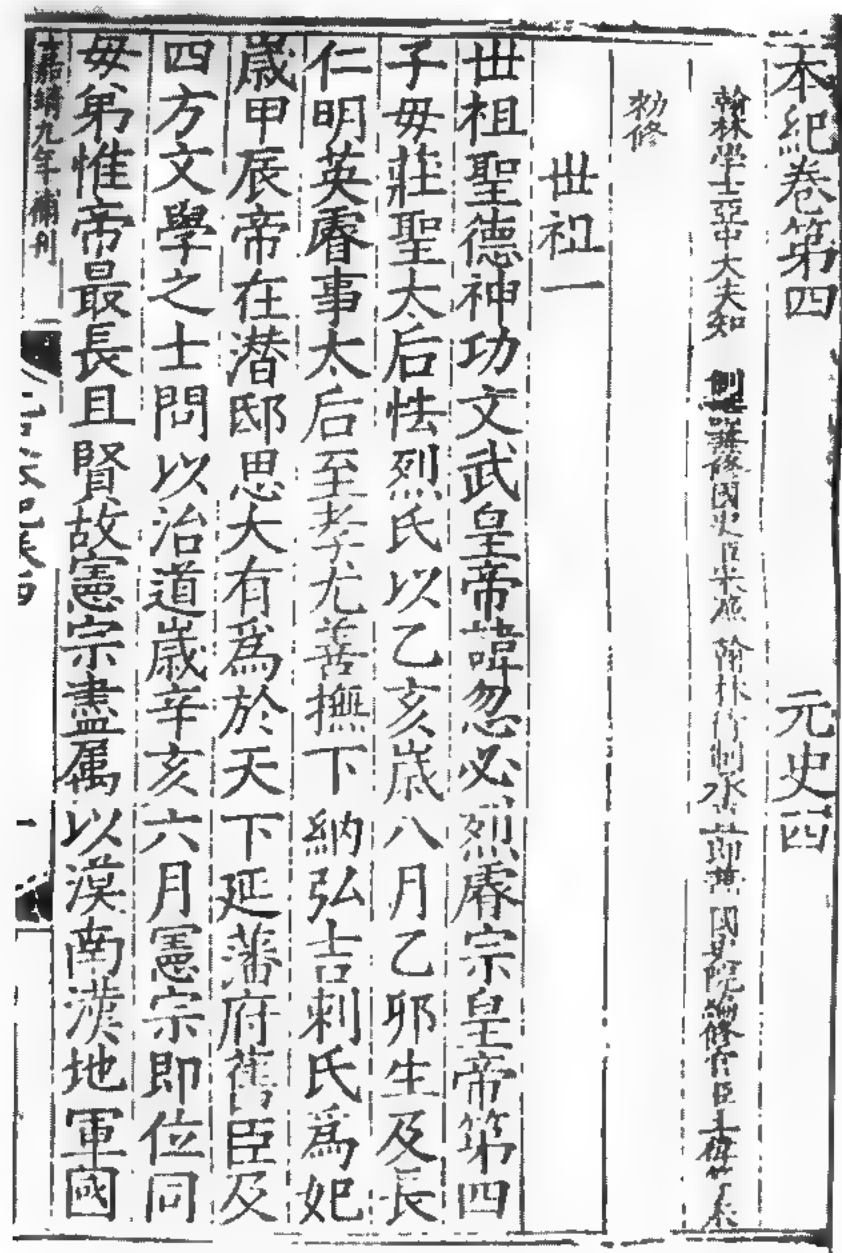 本紀卷第四　元史四
翰林學士亞中大夫知 制誥兼修國史臣宋濂 翰林待制承直郎兼 國史院編修官臣王禕等奉
勑修
世祖一
世祖聖德神功文武皇帝諱忽必烈睿宗皇帝第四
子母莊聖太后怯烈氏以乙亥歲八月乙卯生及長
仁明英睿事太后至孝尤善撫下納弘吉剌氏爲妃
歲甲辰帝在潛邸思大有爲於天下延藩府舊臣及
四方文學之士問以治道歲辛亥六月憲宗即位同
母弟惟帝最長且賢故憲宗盡属以漠南漢地軍國
嘉靖九年補刊